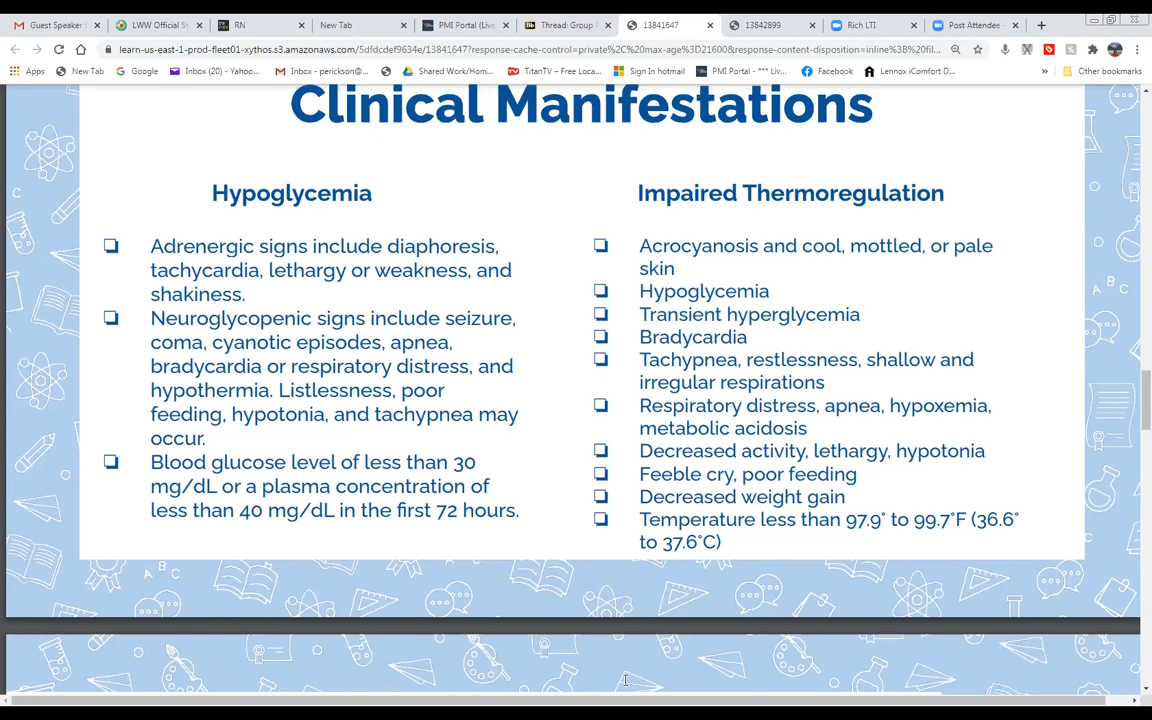 Gmail Guest Speaker
LWW Official St
RN
New Tab
PMI Portal (Live
Thread: Group
13841647
13842899
Rich LTI
Post Attendee -
learn-us-east-1-prod-fleet01-xythos.s3.amazonaws.com/5dfdcdef9634e/13841647?response-cache-control=private%2C%20max-age%3D21600&response-content-disposition=inline%3B%20fil...
Apps
New Tab
Google
Inbox (20) - Yahoo...
Inbox - perickson@...
Shared Work/Hom...
TitanTV – Free Loca...
Sign In hotmail
PMI Portal - *** Liv...
Facebook
Lennox iComfort D...
»
Other bookmarks
Clinical Manifestations
Hypoglycemia
Adrenergic signs include diaphoresis,
tachycardia, lethargy or weakness, and
shakiness.
Neuroglycopenic signs include seizure,
coma, cyanotic episodes, apnea,
bradycardia or respiratory distress, and
hypothermia. Listlessness, poor
feeding, hypotonia, and tachypnea may
occur.
Blood glucose level of less than 30
mg/dL or a plasma concentration of
less than 40 mg/dL in the first 72 hours.
Impaired Thermoregulation
Acrocyanosis and cool, mottled, or pale
skin
Hypoglycemia
Transient hyperglycemia
Bradycardia
Tachypnea, restlessness, shallow and
irregular respirations
Respiratory distress, apnea, hypoxemia,
metabolic acidosis
Decreased activity, lethargy, hypotonia
Feeble cry, poor feeding
Decreased weight gain
Temperature less than 97.9° to 99.7°F (36.6°
to 37.6°C)